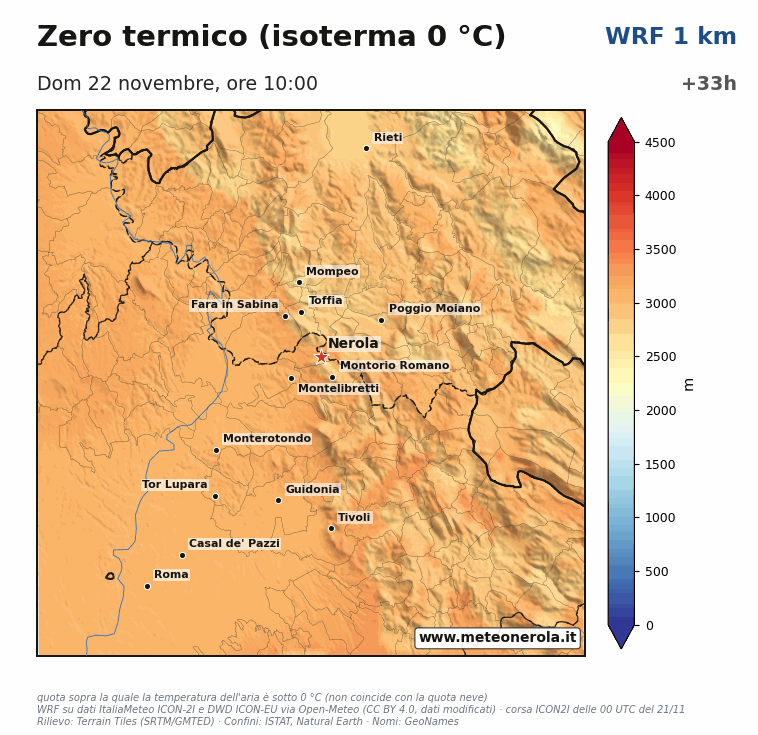 Zero termico (isoterma 0 °C)
WRF 1 km
Dom 22 novembre, ore 10:00
+33h
Rieti
Mompeo
Toffia
Fara in Sabina
Poggio Moiano
Nerola
Montorio Romano
Montelibretti
Monterotondo
Tor Lupara
Guidonia
Tivoli
Casal de' Pazzi
Roma
www.meteonerola.it
4500
4000
3500
3000
2500
2000
1500
1000
500
0
m
quota sopra la quale la temperatura dell'aria è sotto 0 °C (non coincide con la quota neve)
WRF su dati ItaliaMeteo ICON-2I e DWD ICON-EU via Open-Meteo (CC BY 4.0, dati modificati) · corsa ICON2I delle 00 UTC del 21/11
Rilievo: Terrain Tiles (SRTM/GMTED) · Confini: ISTAT, Natural Earth · Nomi: GeoNames